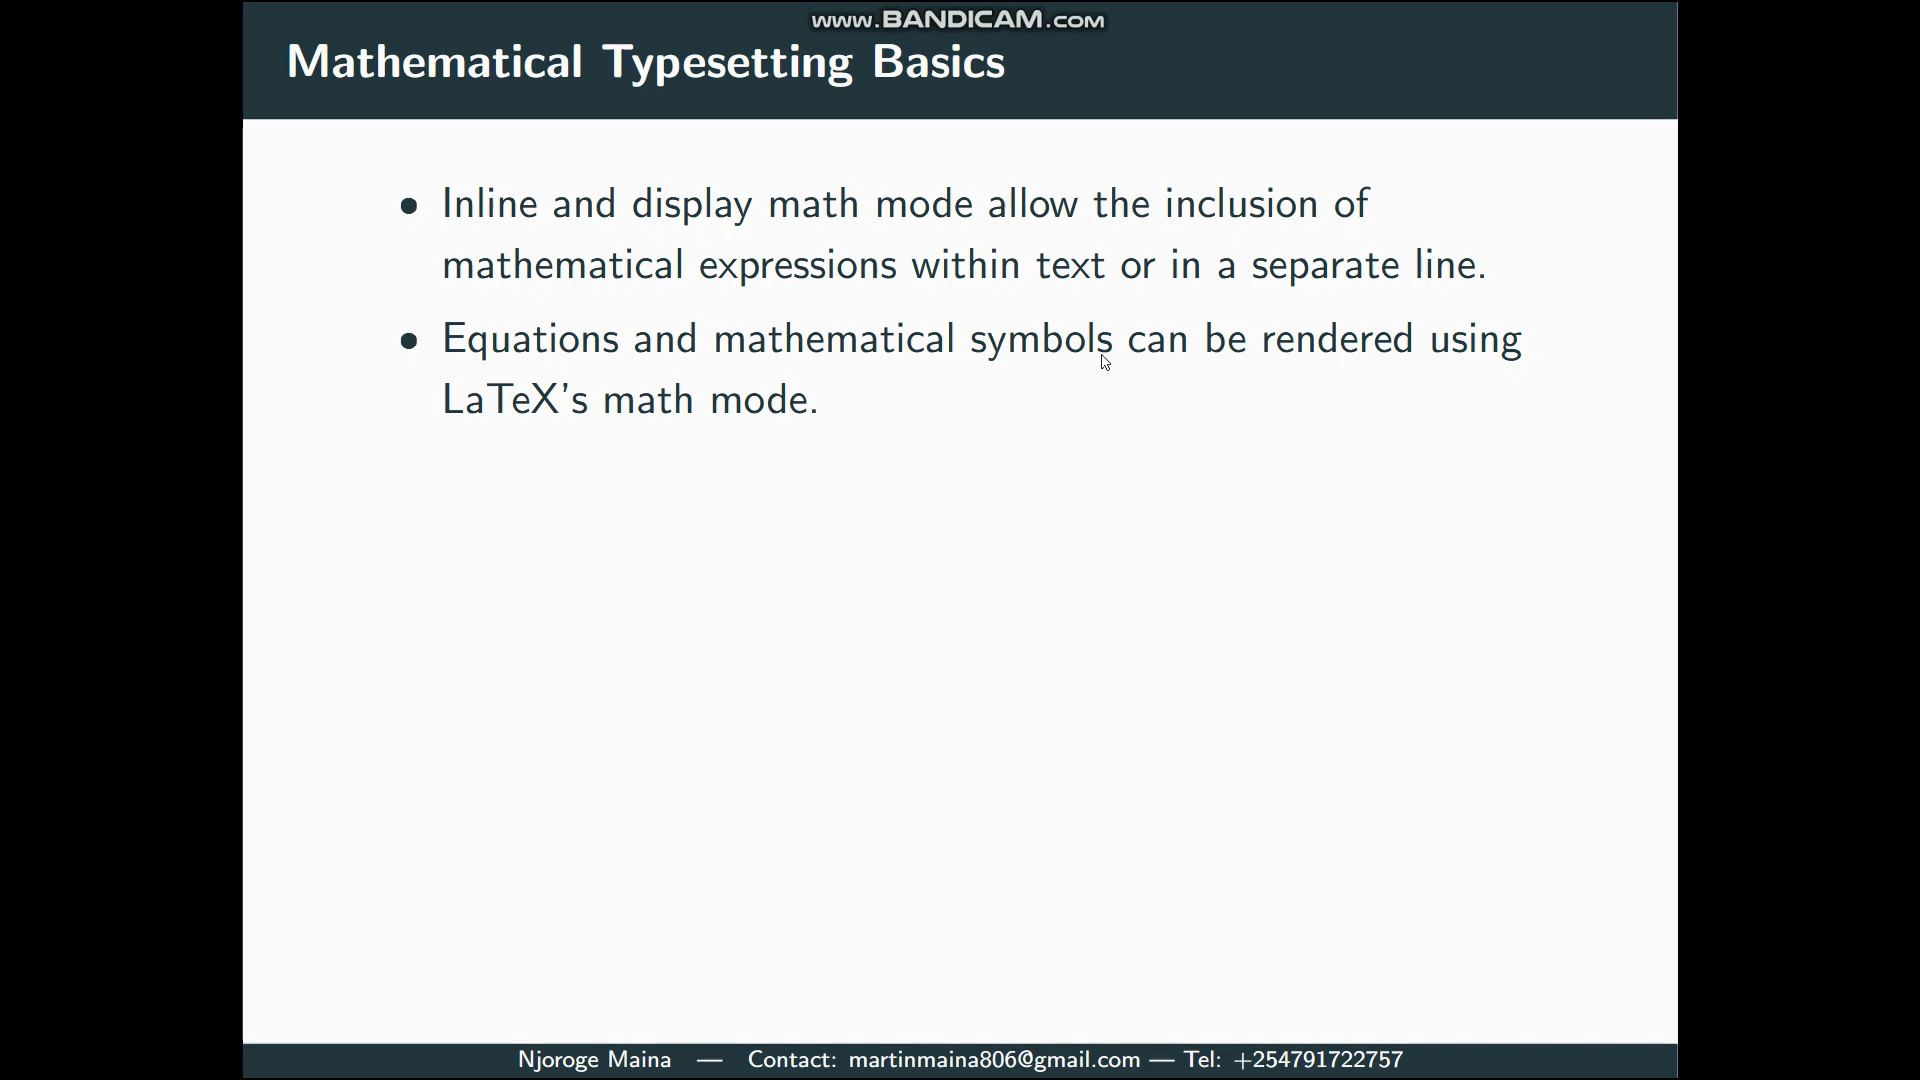 www.BANDICAM.com
Mathematical Typesetting Basics
• Inline and display math mode allow the inclusion of
mathematical expressions within text or in a separate line.
• Equations and mathematical symbols can be rendered using
LaTeX's math mode.
Njoroge Maina — Contact: martinmaina806@gmail.com — Tel: +254791722757